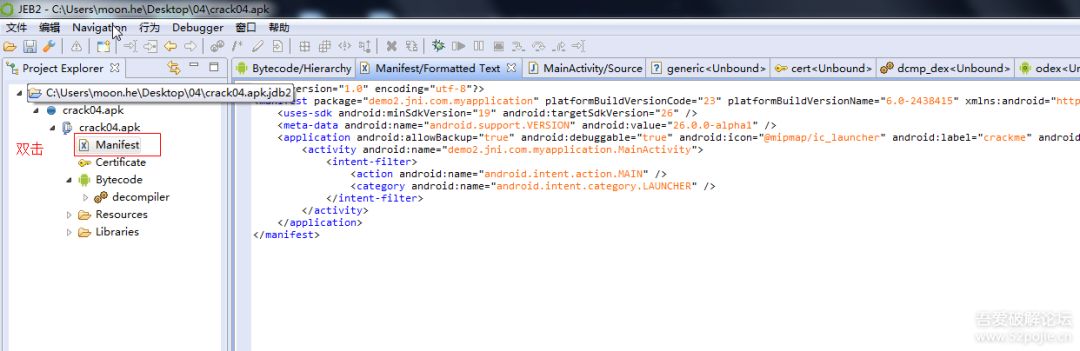 JEB2 - C:\Users\moon.he\Desktop\04\crack04.apk
文件 编辑 Navigation 行为 Debugger 窗口 帮助
Project Explorer
C:\Users\moon.he\Desktop\04\crack04.apk.jdb2
crack04.apk
crack04.apk
双击
Manifest
Certificate
Bytecode
decompiler
Resources
Libraries
Bytecode/Hierarchy Manifest/Formatted Text MainActivity/Source generic<Unbound> cert<Unbound> dcmp_dex<Unbound> odex<Un
version="1.0" encoding="utf-8"?>
manifest package="demo2.jni.com.myapplication" platformBuildVersionCode="23" platformBuildVersionName="6.0-2438415" xmlns:android="http
<uses-sdk android:minSdkVersion="19" android:targetSdkVersion="26" />
<meta-data android:name="android.support.VERSION" android:value="26.0.0-alpha1" />
<application android:allowBackup="true" android:debuggable="true" android:icon="@mipmap/ic_launcher" android:label="crackme" android
<activity android:name="demo2.jni.com.myapplication.MainActivity">
<intent-filter>
<action android:name="android.intent.action.MAIN" />
<category android:name="android.intent.category.LAUNCHER" />
</intent-filter>
</activity>
</application>
</manifest>
吾爱破解论坛
www.52pojie.cn